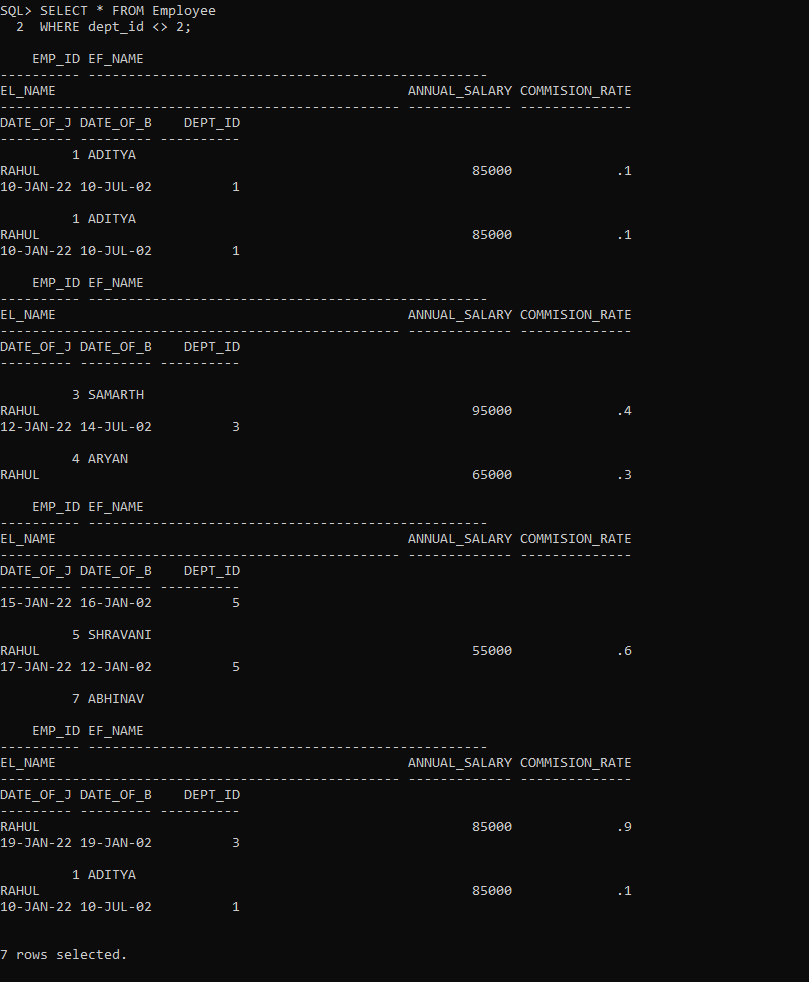 SQL> SELECT * FROM Employee
  2  WHERE dept_id <> 2;
    EMP_ID EF_NAME
---------- --------------------------------------------------
EL_NAME                                            ANNUAL_SALARY COMMISION_RATE
-------------------------------------------------- ------------- --------------
DATE_OF_J DATE_OF_B    DEPT_ID
--------- --------- ----------
         1 ADITYA
RAHUL                                                      85000             .1
10-JAN-22 10-JUL-02          1
         1 ADITYA
RAHUL                                                      85000             .1
10-JAN-22 10-JUL-02          1
    EMP_ID EF_NAME
---------- --------------------------------------------------
EL_NAME                                            ANNUAL_SALARY COMMISION_RATE
-------------------------------------------------- ------------- --------------
DATE_OF_J DATE_OF_B    DEPT_ID
--------- --------- ----------
         3 SAMARTH
RAHUL                                                      95000             .4
12-JAN-22 14-JUL-02          3
         4 ARYAN
RAHUL                                                      65000             .3
    EMP_ID EF_NAME
---------- --------------------------------------------------
EL_NAME                                            ANNUAL_SALARY COMMISION_RATE
-------------------------------------------------- ------------- --------------
DATE_OF_J DATE_OF_B    DEPT_ID
--------- --------- ----------
15-JAN-22 16-JAN-02          5
         5 SHRAVANI
RAHUL                                                      55000             .6
17-JAN-22 12-JAN-02          5
         7 ABHINAV
    EMP_ID EF_NAME
---------- --------------------------------------------------
EL_NAME                                            ANNUAL_SALARY COMMISION_RATE
-------------------------------------------------- ------------- --------------
DATE_OF_J DATE_OF_B    DEPT_ID
--------- --------- ----------
RAHUL                                                      85000             .9
19-JAN-22 19-JAN-02          3
         1 ADITYA
RAHUL                                                      85000             .1
10-JAN-22 10-JUL-02          1
7 rows selected.